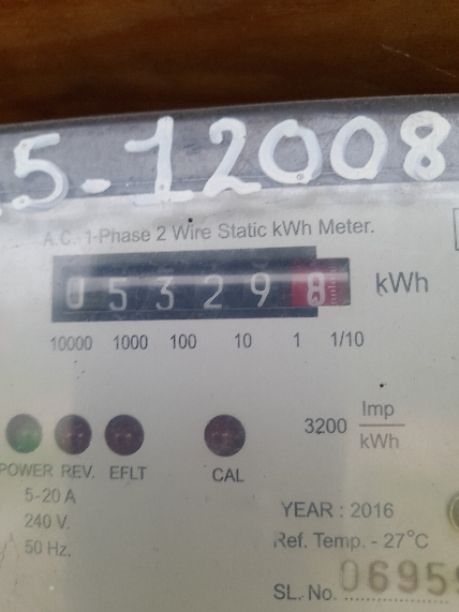 .5-12008
A.C. 1-Phase 2 Wire Static kWh Meter.
0 5 3 2 9 8 kWh
10000 1000 100 10 1 1/10
3200 Imp/kWh
POWER REV. EFLT CAL
5-20 A
240 V.
50 Hz.
YEAR : 2016
Ref. Temp. - 27°C
SL. No. 0695